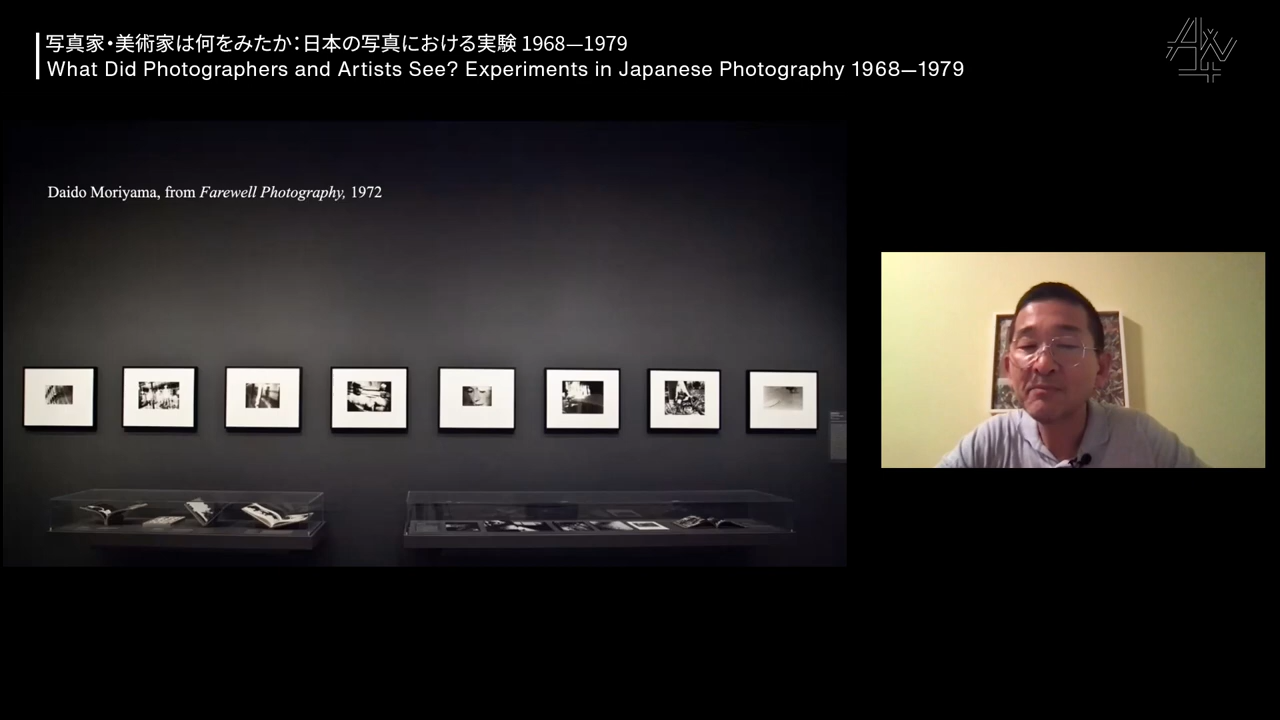 写真家・美術家は何をみたか：日本の写真における実験 1968—1979
What Did Photographers and Artists See? Experiments in Japanese Photography 1968—1979
Daido Moriyama, from Farewell Photography, 1972